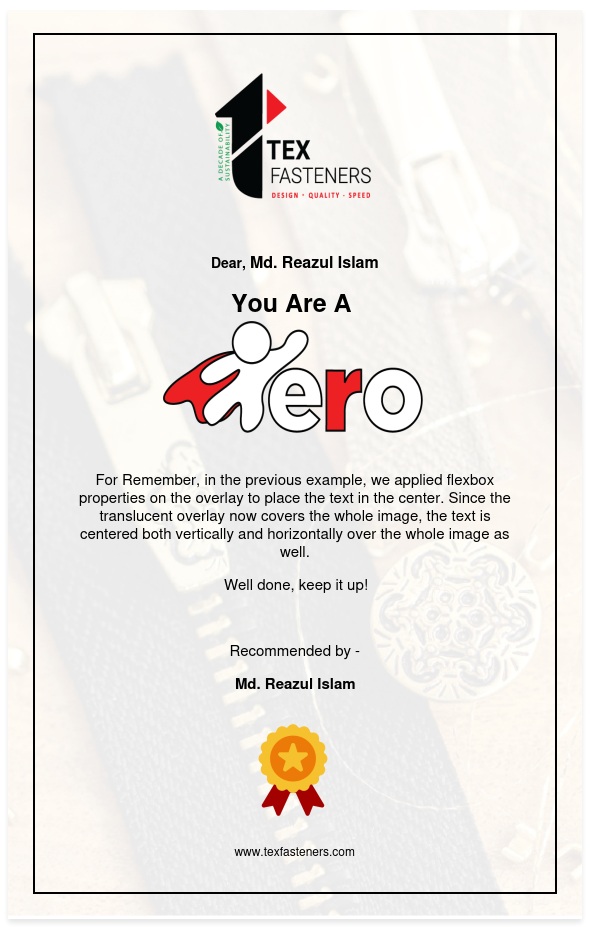 A DECADE OF
SUSTAINABILITY
TEX
FASTENERS
DESIGN · QUALITY · SPEED
Dear, Md. Reazul Islam
You Are A
Hero
For Remember, in the previous example, we applied flexbox
properties on the overlay to place the text in the center. Since the
translucent overlay now covers the whole image, the text is
centered both vertically and horizontally over the whole image as
well.
Well done, keep it up!
Recommended by -
Md. Reazul Islam
www.texfasteners.com